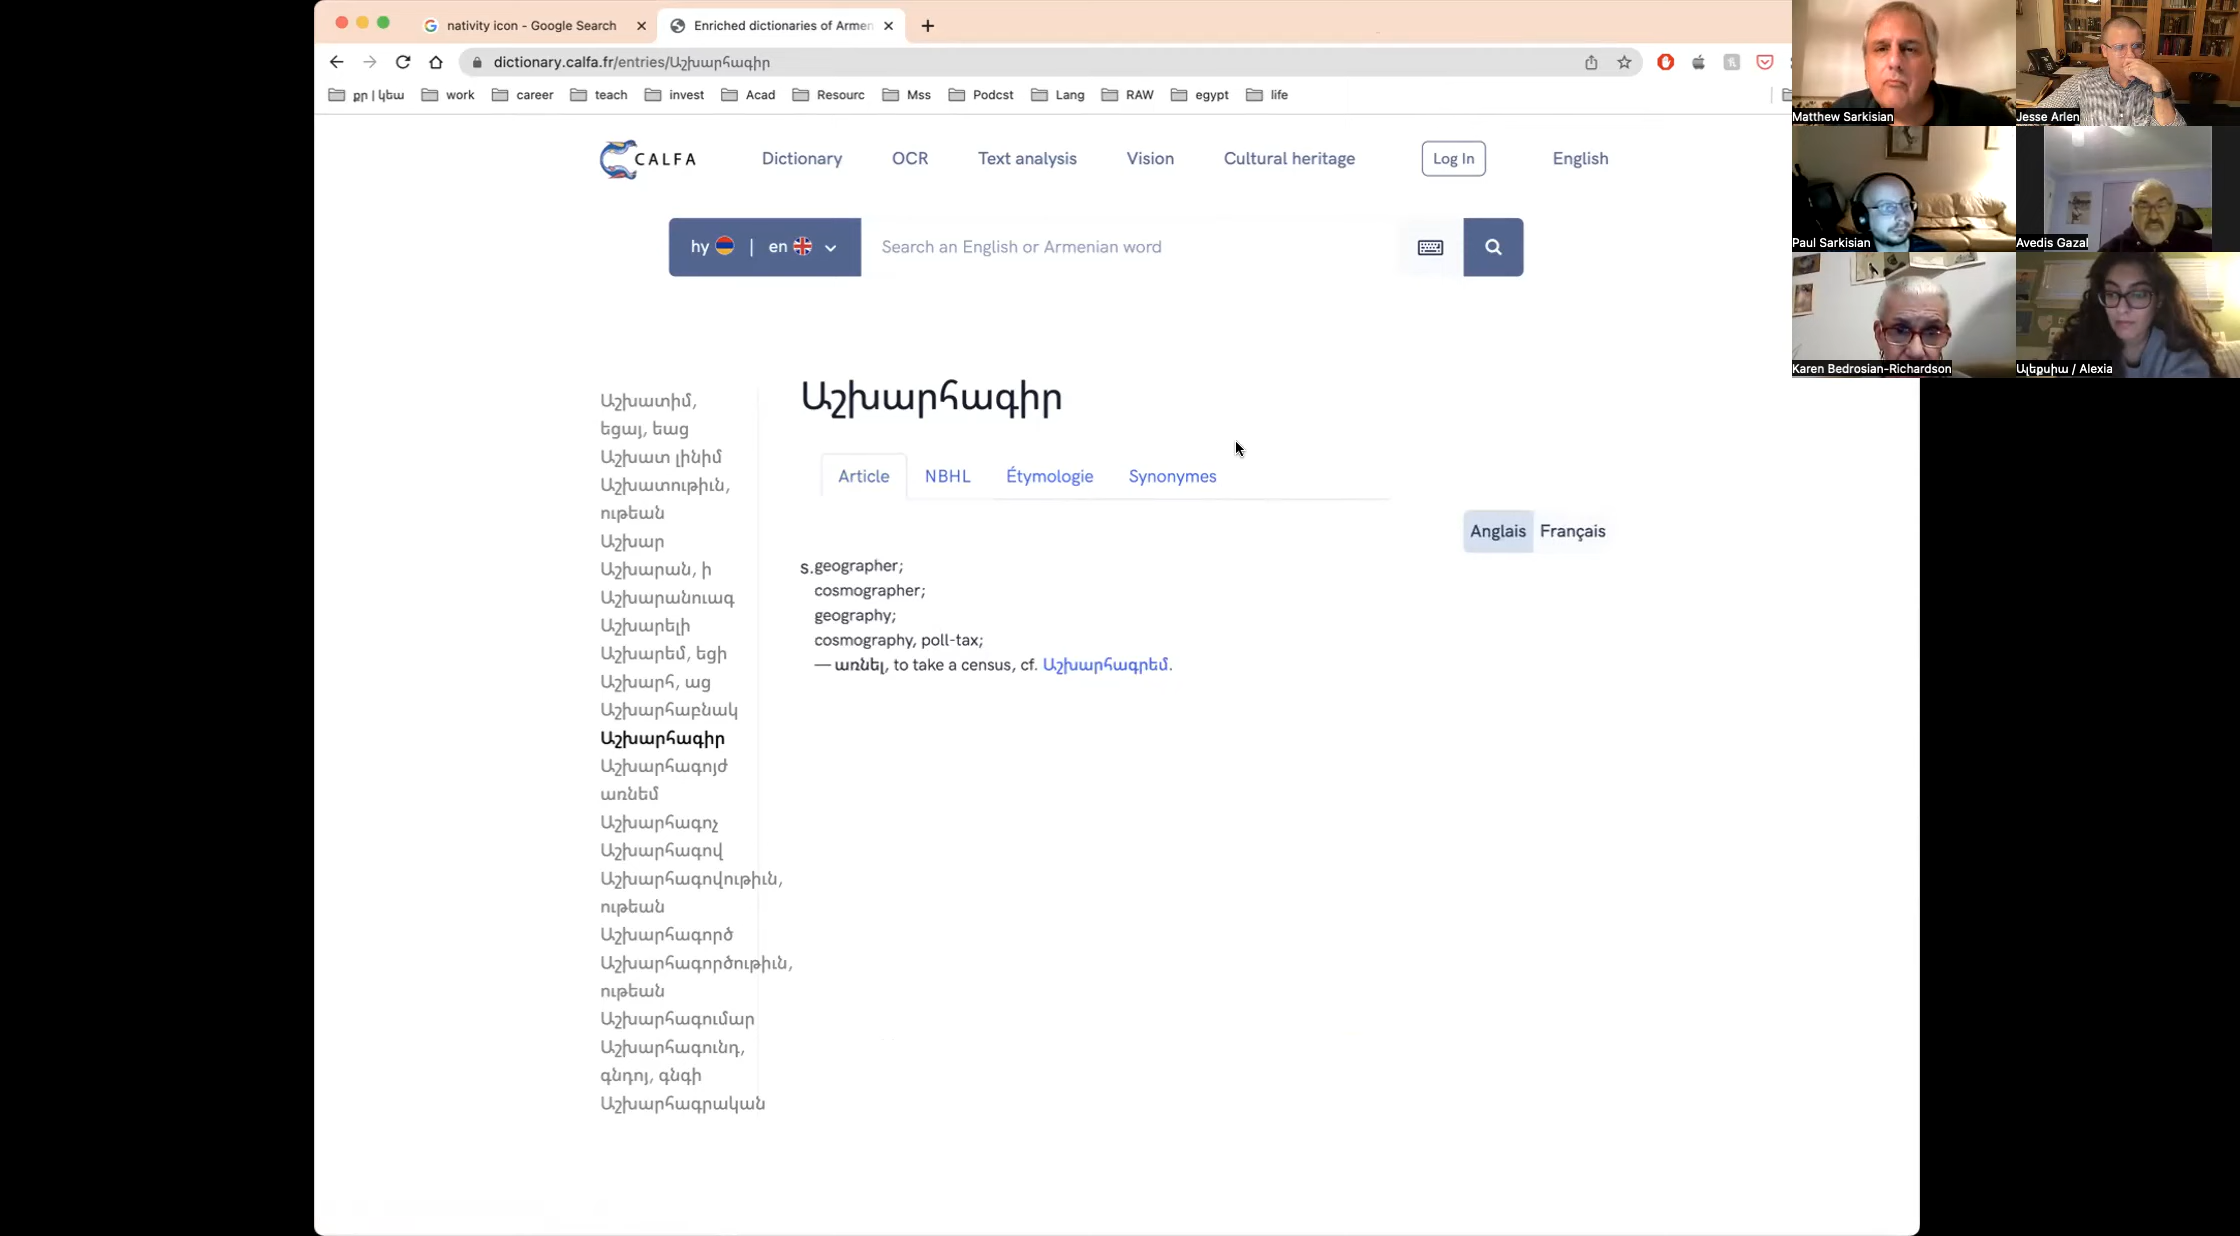 nativity icon - Google Search
Enriched dictionaries of Armen
dictionary.calfa.fr/entries/Աշխարհագիր
քր | կեա
work
career
teach
invest
Acad
Resourc
Mss
Podcst
Lang
RAW
egypt
life
CALFA
Dictionary
OCR
Text analysis
Vision
Cultural heritage
Log In
English
hy | en
Search an English or Armenian word
Աշխատիմ,
եցայ, եաց
Աշխատ լինիմ
Աշխատութիւն,
ութեան
Աշխար
Աշխարան, ի
Աշխարանուագ
Աշխարելի
Աշխարեմ, եցի
Աշխարհ, աց
Աշխարհաբնակ
Աշխարհագիր
Աշխարհագոյժ
առնեմ
Աշխարհագոչ
Աշխարհագով
Աշխարհագովութիւն,
ութեան
Աշխարհագործ
Աշխարհագործութիւն,
ութեան
Աշխարհագումար
Աշխարհագունդ,
գնդոյ, գնգի
Աշխարհագրական
Աշխարհագիր
Article
NBHL
Étymologie
Synonymes
Anglais Français
s. geographer;
cosmographer;
geography;
cosmography, poll-tax;
— առնել, to take a census, cf. Աշխարհագրեմ.
Matthew Sarkisian
Jesse Arlen
Paul Sarkisian
Avedis Gazal
Karen Bedrosian-Richardson
Ալեքսիա / Alexia